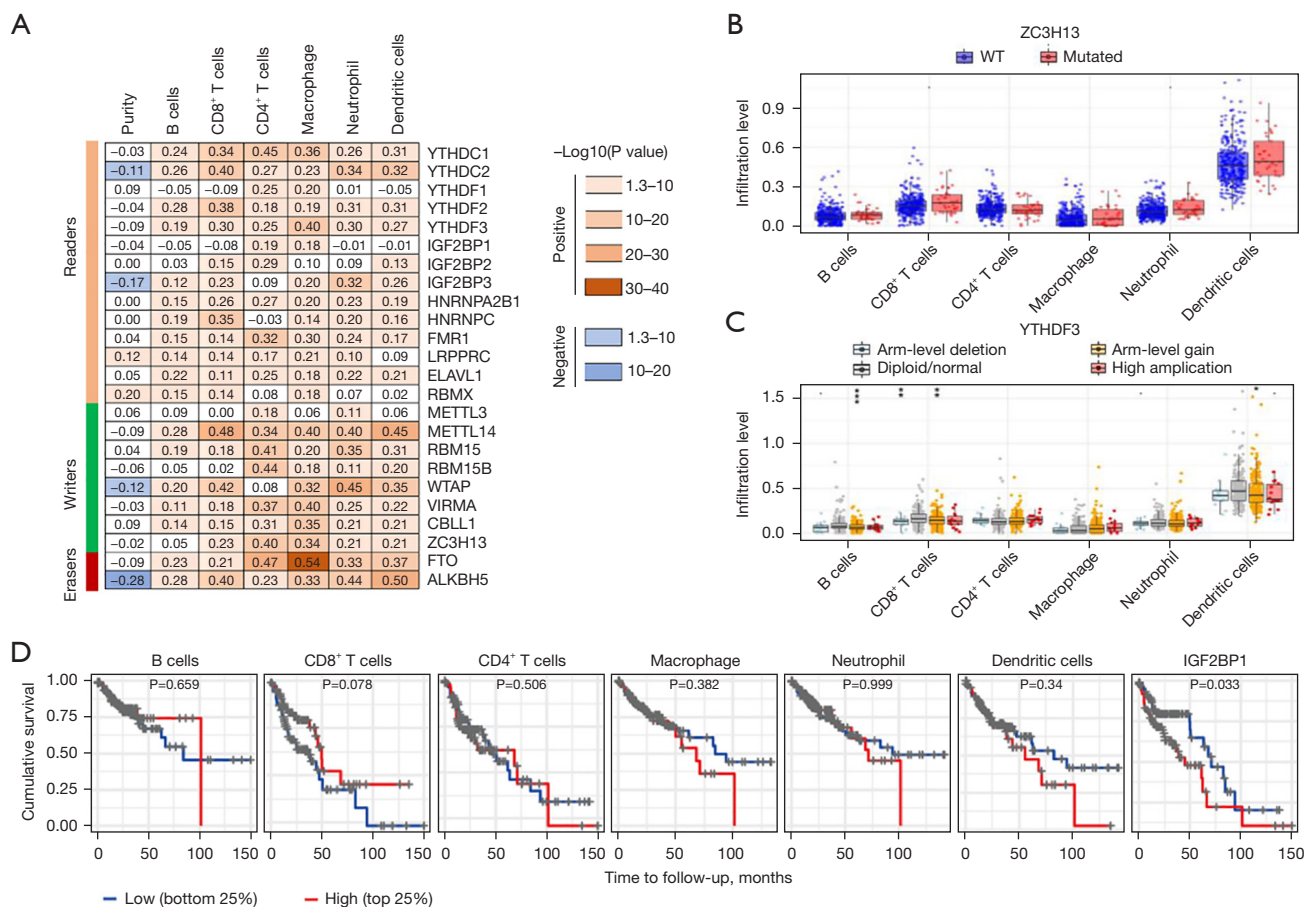 A
Purity B cells CD8+ T cells CD4+ T cells Macrophage Neutrophil Dendritic cells
Readers
−0.03 0.24 0.34 0.45 0.36 0.26 0.31 YTHDC1
−0.11 0.26 0.40 0.27 0.23 0.34 0.32 YTHDC2
0.09 −0.05 −0.09 0.25 0.20 0.01 −0.05 YTHDF1
−0.04 0.28 0.38 0.18 0.19 0.31 0.31 YTHDF2
−0.09 0.19 0.30 0.25 0.40 0.30 0.27 YTHDF3
−0.04 −0.05 −0.08 0.19 0.18 −0.01 −0.01 IGF2BP1
0.00 0.03 0.15 0.29 0.10 0.09 0.13 IGF2BP2
−0.17 0.12 0.23 0.09 0.20 0.32 0.26 IGF2BP3
0.00 0.15 0.26 0.27 0.20 0.23 0.19 HNRNPA2B1
0.00 0.19 0.35 −0.03 0.14 0.20 0.16 HNRNPC
0.04 0.15 0.14 0.32 0.30 0.24 0.17 FMR1
0.12 0.14 0.14 0.17 0.21 0.10 0.09 LRPPRC
0.05 0.22 0.11 0.25 0.18 0.22 0.21 ELAVL1
0.20 0.15 0.14 0.08 0.18 0.07 0.02 RBMX
Writers
0.06 0.09 0.00 0.18 0.06 0.11 0.06 METTL3
−0.09 0.28 0.48 0.34 0.40 0.40 0.45 METTL14
0.04 0.19 0.18 0.41 0.20 0.35 0.31 RBM15
−0.06 0.05 0.02 0.44 0.18 0.11 0.20 RBM15B
−0.12 0.20 0.42 0.08 0.32 0.45 0.35 WTAP
−0.03 0.11 0.18 0.37 0.40 0.25 0.22 VIRMA
0.09 0.14 0.15 0.31 0.35 0.21 0.21 CBLL1
−0.02 0.05 0.23 0.40 0.34 0.21 0.21 ZC3H13
Erasers
−0.09 0.23 0.21 0.47 0.54 0.33 0.37 FTO
−0.28 0.28 0.40 0.23 0.33 0.44 0.50 ALKBH5
−Log10(P value)
Positive
1.3–10
10–20
20–30
30–40
Negative
1.3–10
10–20
B
ZC3H13
WT Mutated
Infiltration level
0.9
0.6
0.3
0.0
B cells CD8+ T cells CD4+ T cells Macrophage Neutrophil Dendritic cells
C
YTHDF3
Arm-level deletion Arm-level gain
Diploid/normal High amplication
Infiltration level
1.5
1.0
0.5
0.0
*** ** ** *
B cells CD8+ T cells CD4+ T cells Macrophage Neutrophil Dendritic cells
D
B cells CD8+ T cells CD4+ T cells Macrophage Neutrophil Dendritic cells IGF2BP1
P=0.659 P=0.078 P=0.506 P=0.382 P=0.999 P=0.34 P=0.033
Cumulative survival
1.00
0.75
0.50
0.25
0.00
0 50 100 150 0 50 100 150 0 50 100 150 0 50 100 150 0 50 100 150 0 50 100 150 0 50 100 150
Time to follow-up, months
Low (bottom 25%) High (top 25%)